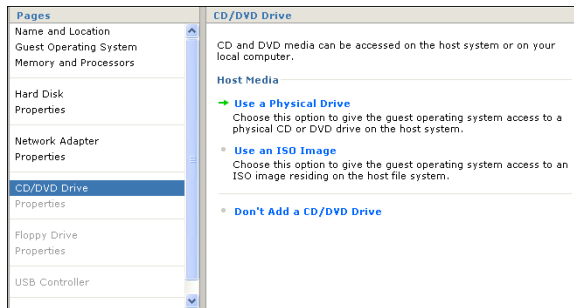 Pages
Name and Location
Guest Operating System
Memory and Processors
Hard Disk
Properties
Network Adapter
Properties
CD/DVD Drive
Properties
Floppy Drive
Properties
USB Controller
CD/DVD Drive
CD and DVD media can be accessed on the host system or on your
local computer.
Host Media
Use a Physical Drive
Choose this option to give the guest operating system access to a
physical CD or DVD drive on the host system.
Use an ISO Image
Choose this option to give the guest operating system access to an
ISO image residing on the host file system.
Don't Add a CD/DVD Drive